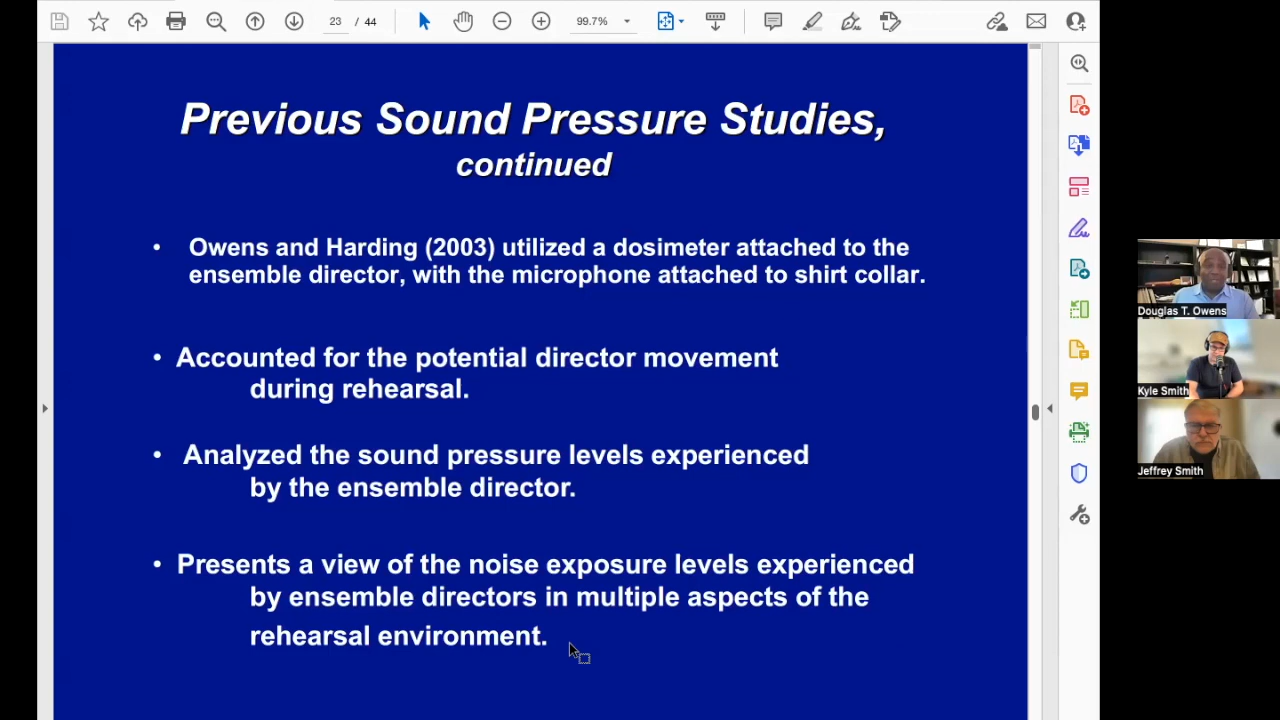 23 / 44
99.7%
Previous Sound Pressure Studies,
continued
• Owens and Harding (2003) utilized a dosimeter attached to the
ensemble director, with the microphone attached to shirt collar.
• Accounted for the potential director movement
during rehearsal.
• Analyzed the sound pressure levels experienced
by the ensemble director.
• Presents a view of the noise exposure levels experienced
by ensemble directors in multiple aspects of the
rehearsal environment.
Douglas T. Owens
Kyle Smith
Jeffrey Smith